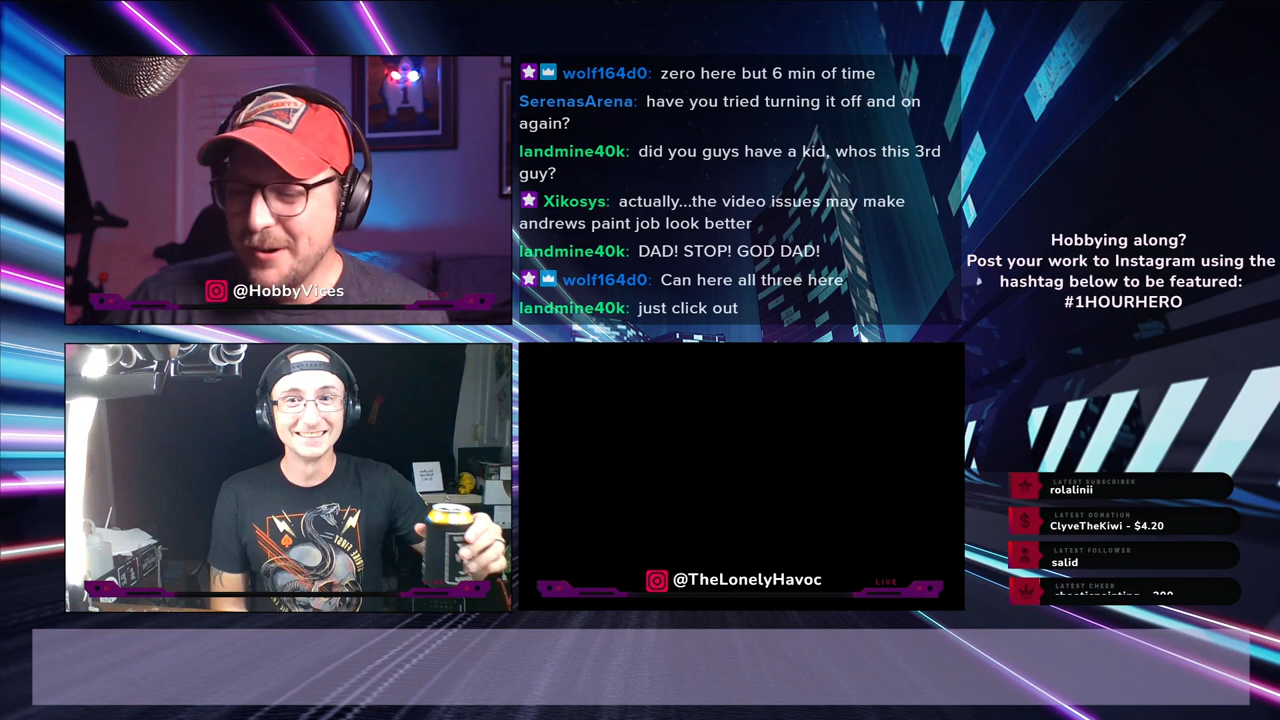 wolf164d0: zero here but 6 min of time
SerenasArena: have you tried turning it off and on
again?
landmine40k: did you guys have a kid, whos this 3rd
guy?
Xikosys: actually...the video issues may make
andrews paint job look better
landmine40k: DAD! STOP! GOD DAD!
wolf164d0: Can here all three here
landmine40k: just click out
@HobbyVices
Hobbying along?
Post your work to Instagram using the
hashtag below to be featured:
#1HOURHERO
@TheLonelyHavoc
LIVE
LATEST SUBSCRIBER
rolalinii
LATEST DONATION
ClyveTheKiwi - $4.20
LATEST FOLLOWER
salid
LATEST CHEER